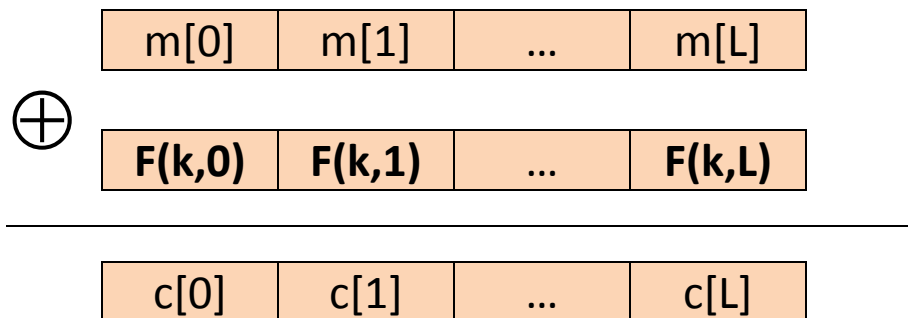 m[0] m[1] … m[L]
⊕
F(k,0) F(k,1) … F(k,L)
c[0] c[1] … c[L]